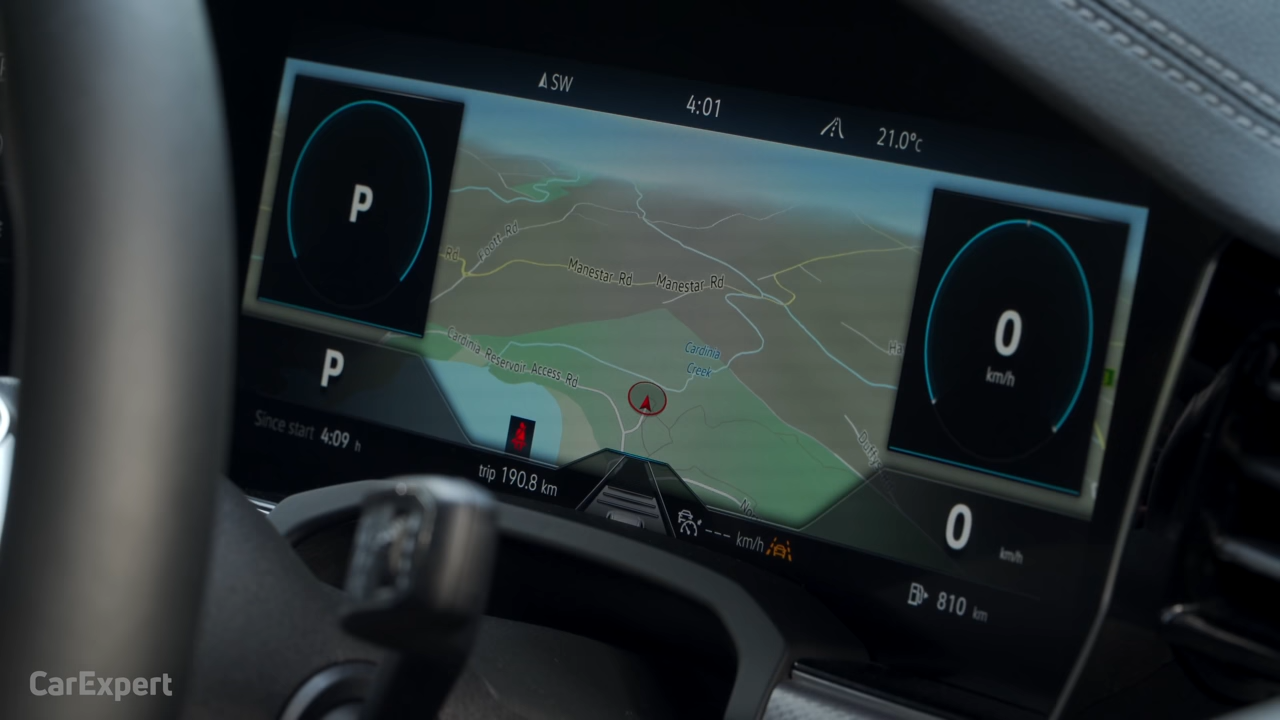 SW
4:01
21.0°c
P
Foott Rd
Rd
Manestar Rd
Manestar Rd
0
km/h
Cardinia Reservoir Access Rd
Cardinia
Creek
P
Since start 4:09 h
trip 190.8 km
--- km/h
0
km/h
810 km
CarExpert